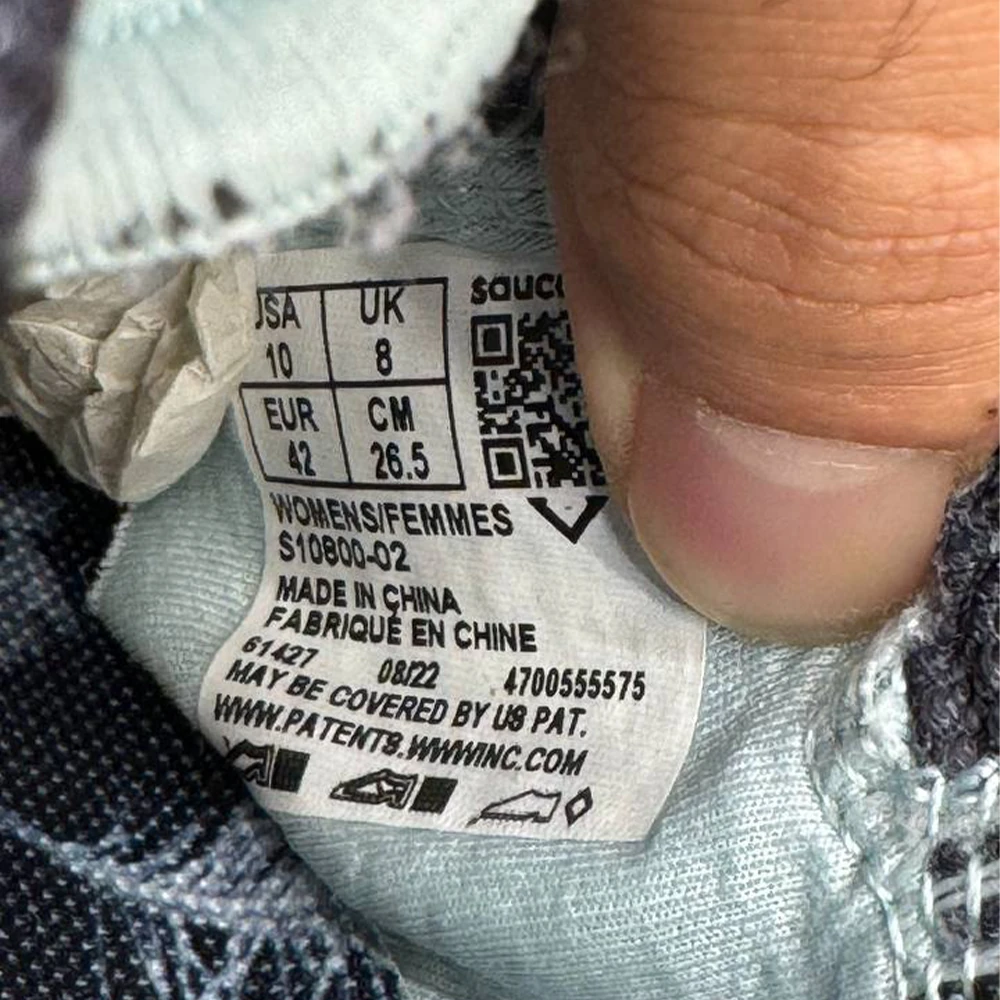 USA UK
10 8
EUR CM
42 26.5
WOMENS/FEMMES
S10800-02
MADE IN CHINA
FABRIQUÉ EN CHINE
61427 08/22 4700555575
MAY BE COVERED BY US PAT.
WWW.PATENTS.WWWINC.COM